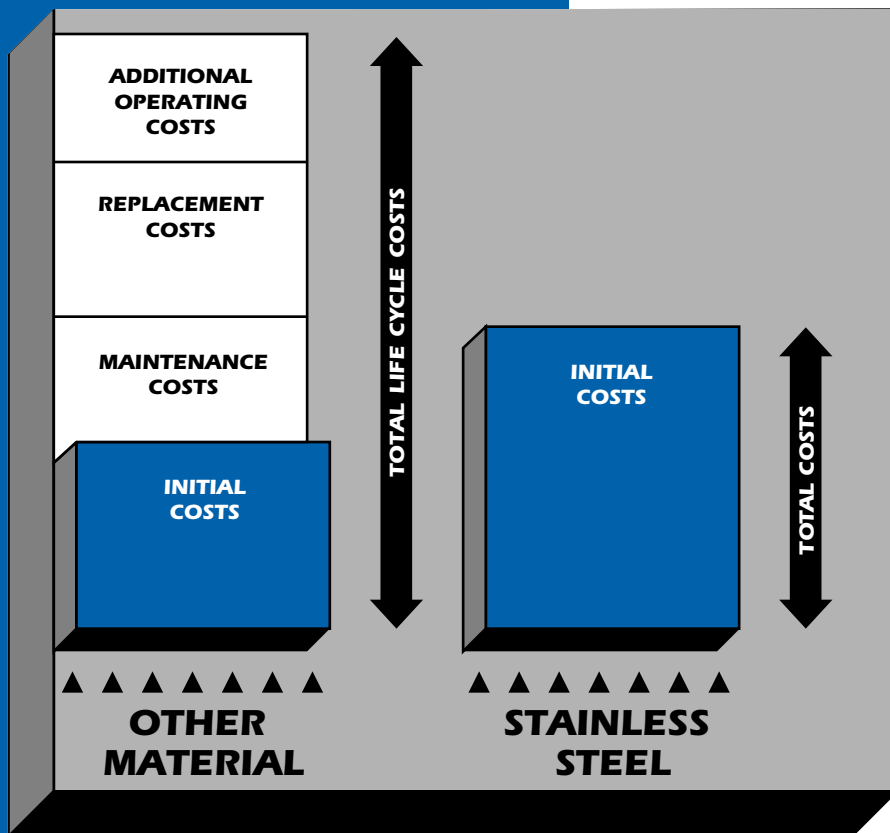 ADDITIONAL
OPERATING
COSTS
REPLACEMENT
COSTS
MAINTENANCE
COSTS
INITIAL
COSTS
TOTAL LIFE CYCLE COSTS
INITIAL
COSTS
TOTAL COSTS
OTHER
MATERIAL
STAINLESS
STEEL